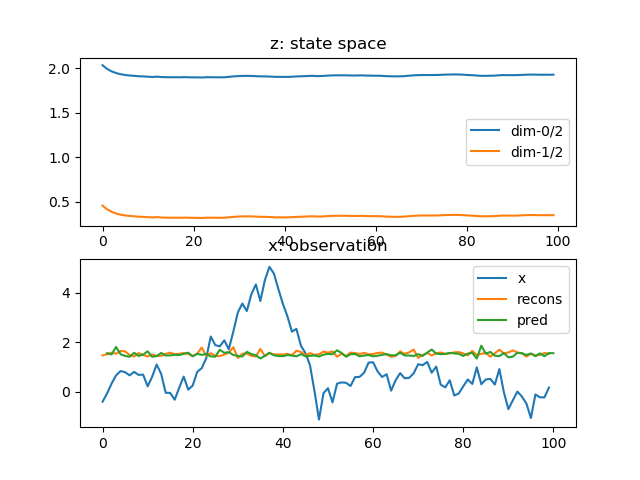 z: state space
2.0
1.5
1.0
0.5
dim-0/2
dim-1/2
0 20 40 60 80 100
x: observation
4
2
0
x
recons
pred
0 20 40 60 80 100